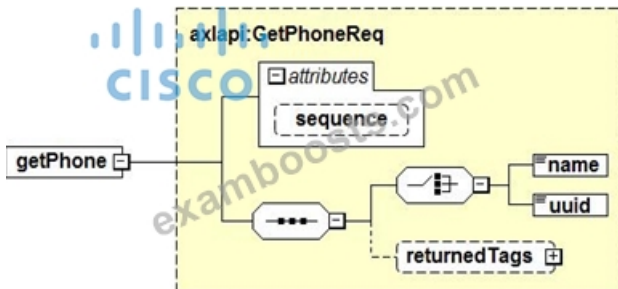 axlapi:GetPhoneReq
CISCO
attributes
sequence
getPhone
name
uuid
returnedTags
examboosts.com